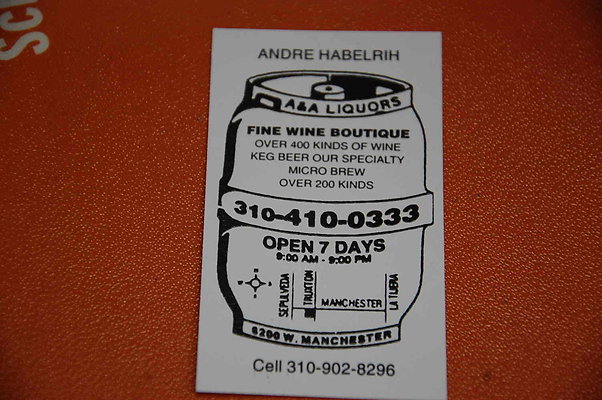 Sc
ANDRE HABELRIH
A&A LIQUORS
FINE WINE BOUTIQUE
OVER 400 KINDS OF WINE
KEG BEER OUR SPECIALTY
MICRO BREW
OVER 200 KINDS
310-410-0333
OPEN 7 DAYS
9:00 AM - 9:00 PM
SEPULVEDA
TRUXTON
MANCHESTER
LA TIJERA
6200 W. MANCHESTER
Cell 310-902-8296